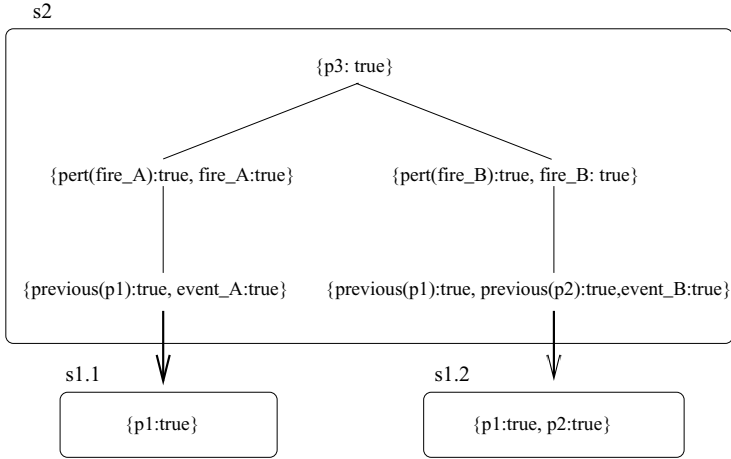 s2
{p3: true}
{pert(fire_A):true, fire_A:true}
{pert(fire_B):true, fire_B: true}
{previous(p1):true, event_A:true}
{previous(p1):true, previous(p2):true,event_B:true}
s1.1
s1.2
{p1:true}
{p1:true, p2:true}